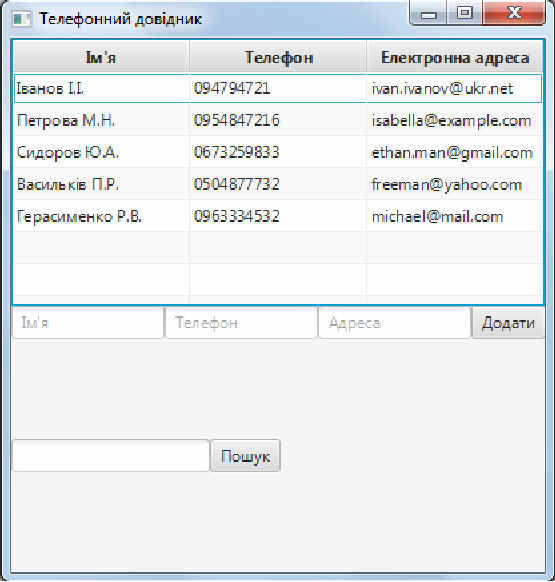 Телефонний довідник
Ім'я Телефон Електронна адреса
Іванов І.І. 094794721 ivan.ivanov@ukr.net
Петрова М.Н. 0954847216 isabella@example.com
Сидоров Ю.А. 0673259833 ethan.man@gmail.com
Васильків П.Р. 0504877732 freeman@yahoo.com
Герасименко Р.В. 0963334532 michael@mail.com
Ім'я Телефон Адреса Додати
Пошук